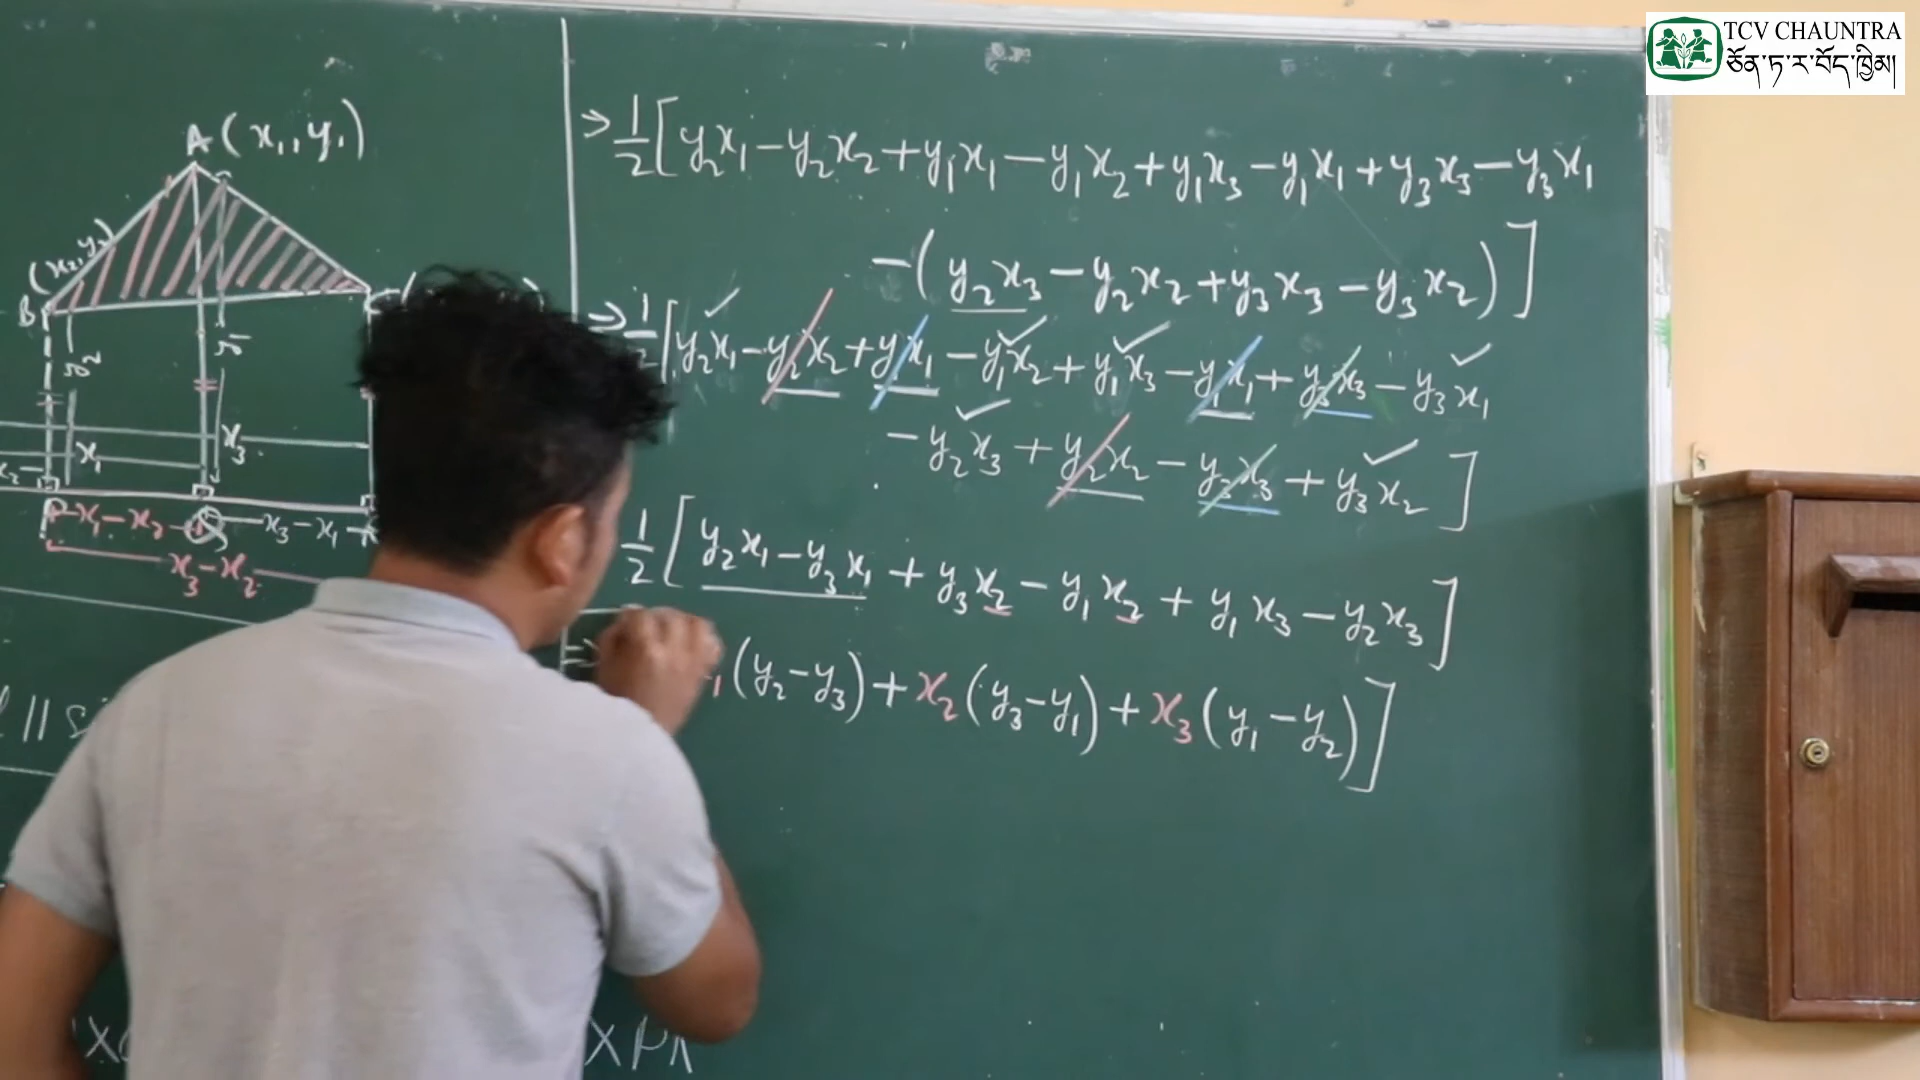 TCV CHAUNTRA
ཅོན་ཏ་ར་བོད་ཁྱིམ།
A (x₁, y₁)
(x₂, y₂)
B
x₁
x₃
x₂
P x₁ − x₂ Q x₃ − x₁
x₃ − x₂
⇒ 1/2 [ y₂x₁ − y₂x₂ + y₁x₁ − y₁x₂ + y₁x₃ − y₁x₁ + y₃x₃ − y₃x₁
− ( y₂x₃ − y₂x₂ + y₃x₃ − y₃x₂ ) ]
⇒ 1/2 [ y₂x₁ − y₂x₂ + y₁x₁ − y₁x₂ + y₁x₃ − y₁x₁ + y₃x₃ − y₃x₁
− y₂x₃ + y₂x₂ − y₃x₃ + y₃x₂ ]
1/2 [ y₂x₁ − y₃x₁ + y₃x₂ − y₁x₂ + y₁x₃ − y₂x₃ ]
⇒ ₁(y₂ − y₃) + x₂(y₃ − y₁) + x₃(y₁ − y₂) ]